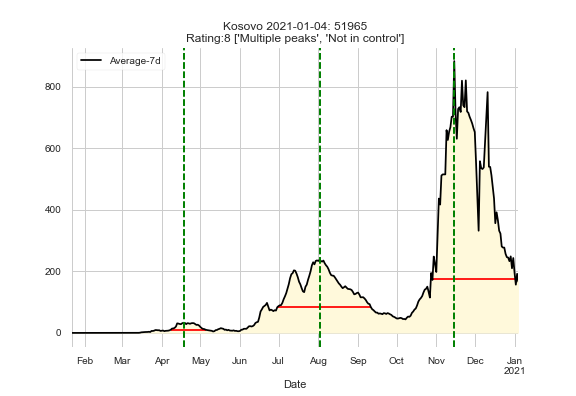 Kosovo 2021-01-04: 51965
Rating:8 ['Multiple peaks', 'Not in control']
Average-7d
800
600
400
200
0
Feb Mar Apr May Jun Jul Aug Sep Oct Nov Dec Jan
2021
Date